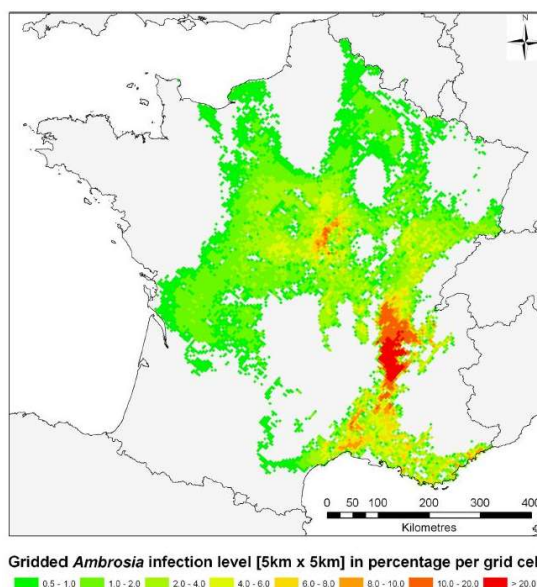 N
0 25 50 100 200 300 400
Kilometres
Gridded Ambrosia infection level [5km x 5km] in percentage per grid cel
0.5 - 1.0 1.0 - 2.0 2.0 - 4.0 4.0 - 6.0 6.0 - 8.0 8.0 - 10.0 10.0 - 20.0 > 20.0